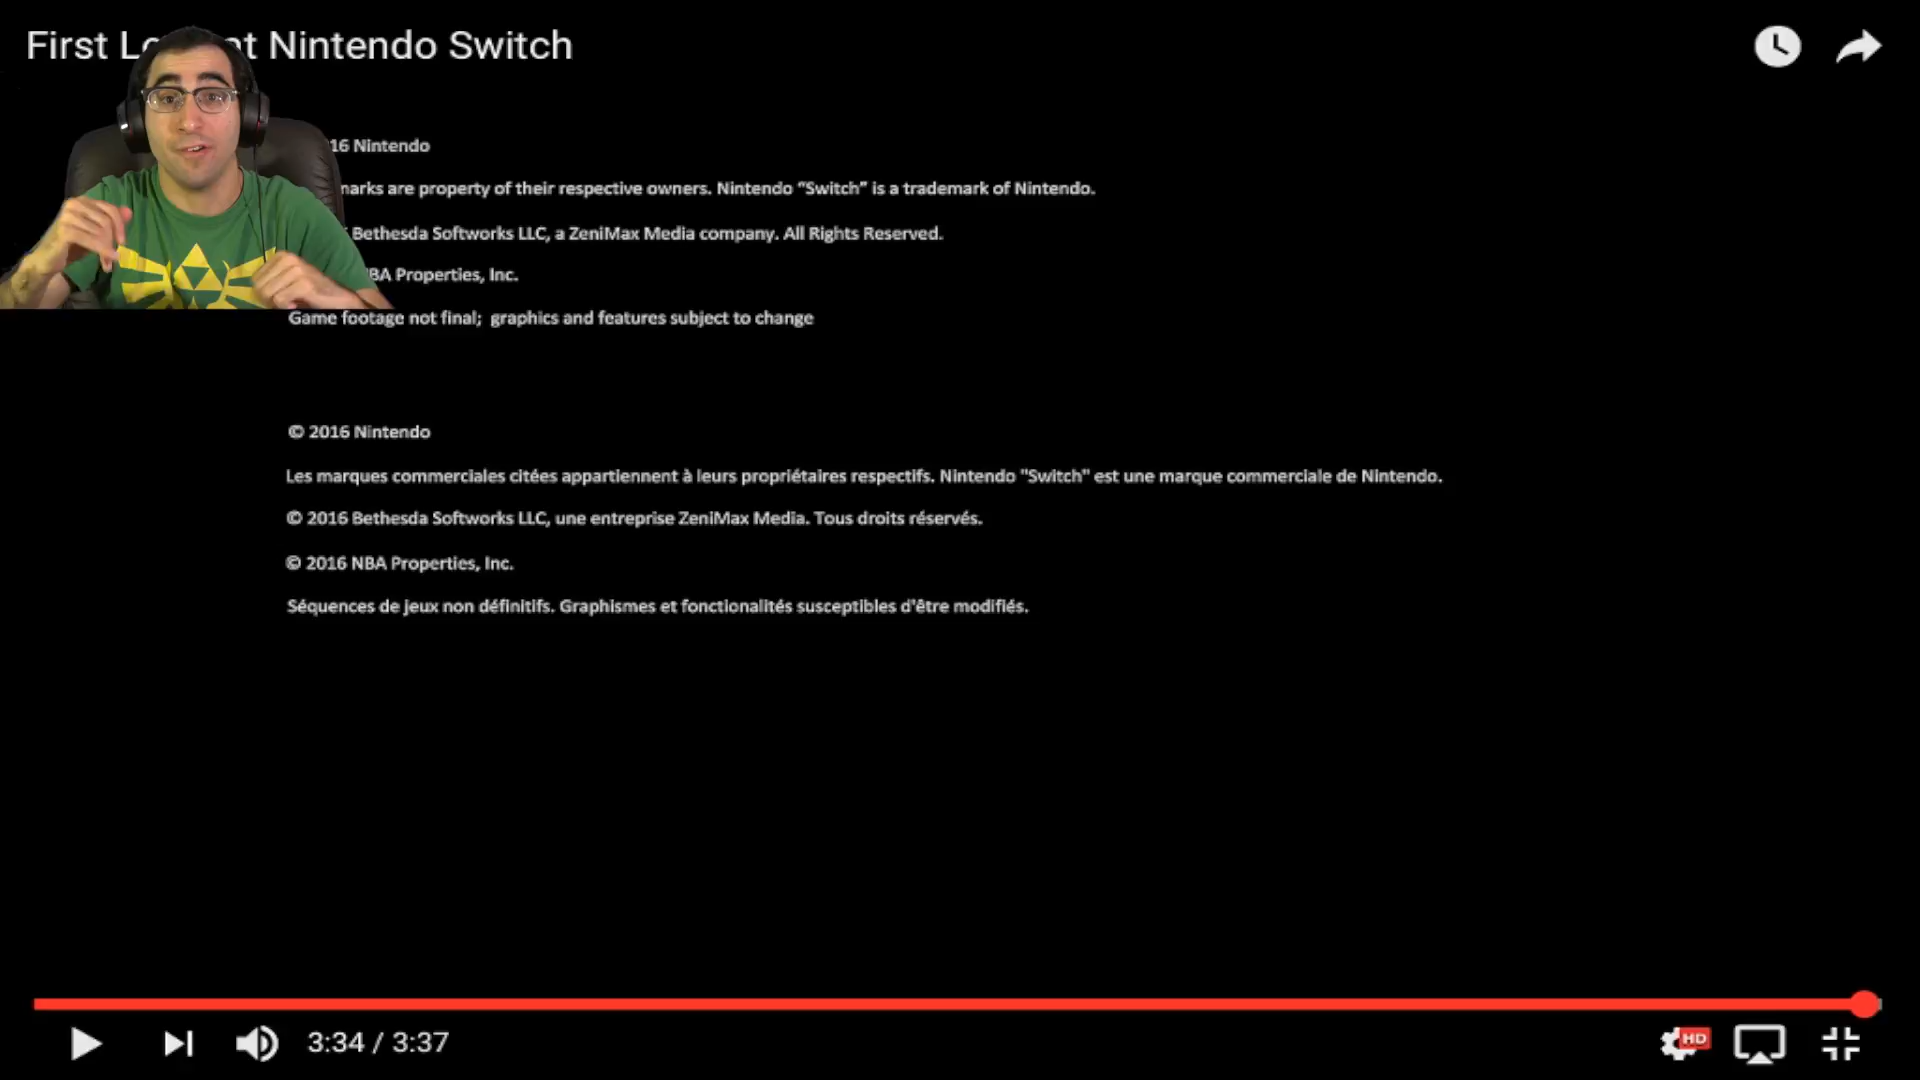 First at Nintendo Switch
16 Nintendo
marks are property of their respective owners. Nintendo “Switch” is a trademark of Nintendo.
Bethesda Softworks LLC, a ZeniMax Media company. All Rights Reserved.
BA Properties, Inc.
Game footage not final; graphics and features subject to change
© 2016 Nintendo
Les marques commerciales citées appartiennent à leurs propriétaires respectifs. Nintendo "Switch" est une marque commerciale de Nintendo.
© 2016 Bethesda Softworks LLC, une entreprise ZeniMax Media. Tous droits réservés.
© 2016 NBA Properties, Inc.
Séquences de jeux non définitifs. Graphismes et fonctionalités susceptibles d'être modifiés.
3:34 / 3:37
HD